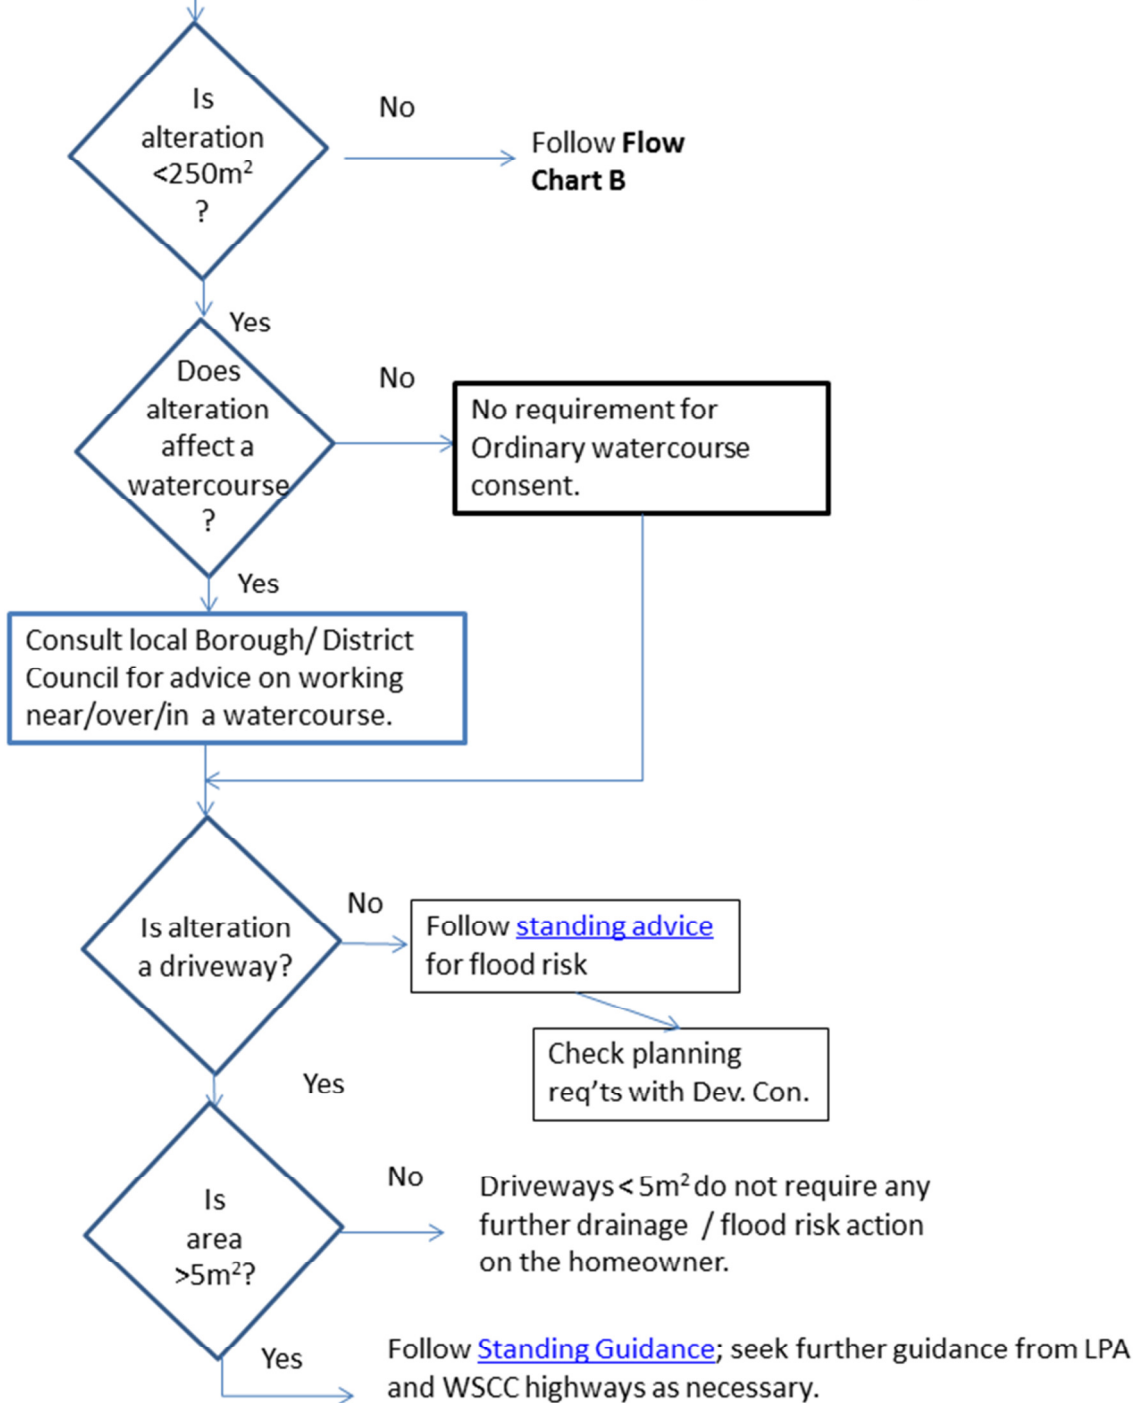 Is
alteration
<250m²
?
No
Follow Flow
Chart B
Yes
Does
alteration
affect a
watercourse
?
No
No requirement for
Ordinary watercourse
consent.
Yes
Consult local Borough/ District
Council for advice on working
near/over/in a watercourse.
Is alteration
a driveway?
No
Follow standing advice
for flood risk
Check planning
req'ts with Dev. Con.
Yes
Is
area
>5m²?
No
Driveways < 5m² do not require any
further drainage / flood risk action
on the homeowner.
Yes
Follow Standing Guidance; seek further guidance from LPA
and WSCC highways as necessary.